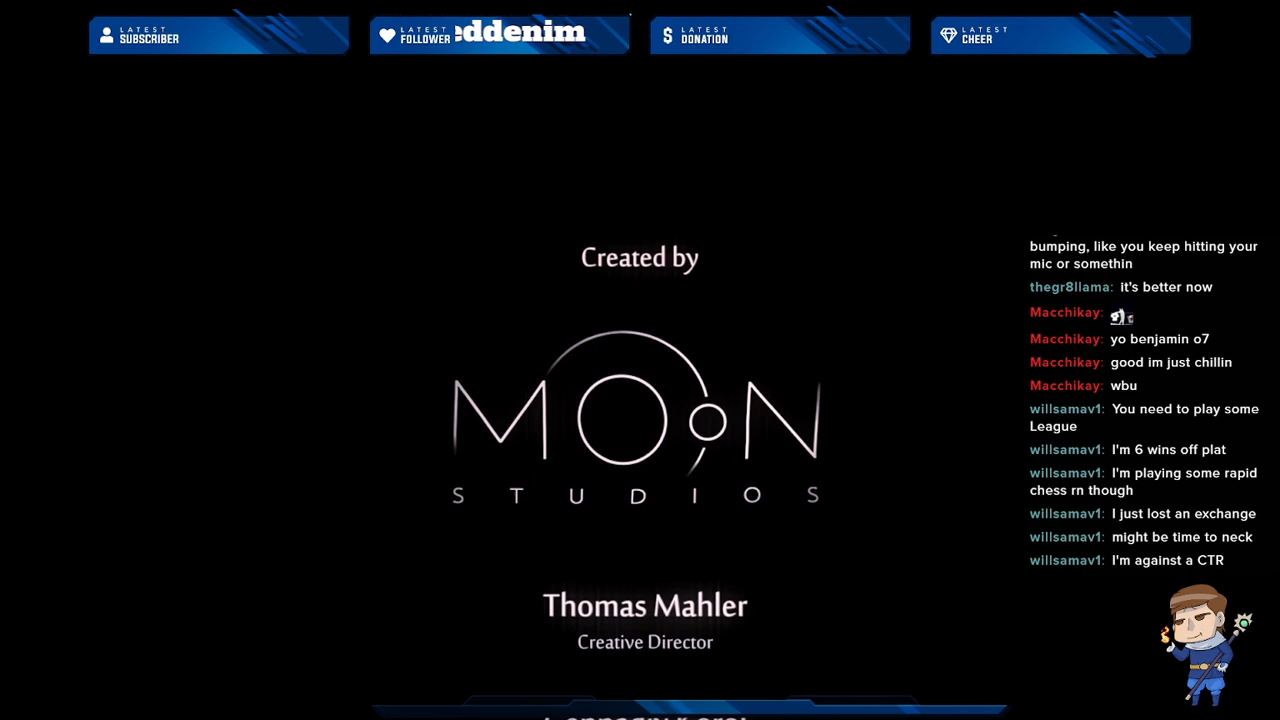 LATEST
SUBSCRIBER
LATEST
FOLLOWER
ddenim
LATEST
DONATION
LATEST
CHEER
Created by
MOON
STUDIOS
Thomas Mahler
Creative Director
bumping, like you keep hitting your
mic or somethin
thegr8llama: it's better now
Macchikay:
Macchikay: yo benjamin o7
Macchikay: good im just chillin
Macchikay: wbu
willsamav1: You need to play some
League
willsamav1: I'm 6 wins off plat
willsamav1: I'm playing some rapid
chess rn though
willsamav1: I just lost an exchange
willsamav1: might be time to neck
willsamav1: I'm against a CTR